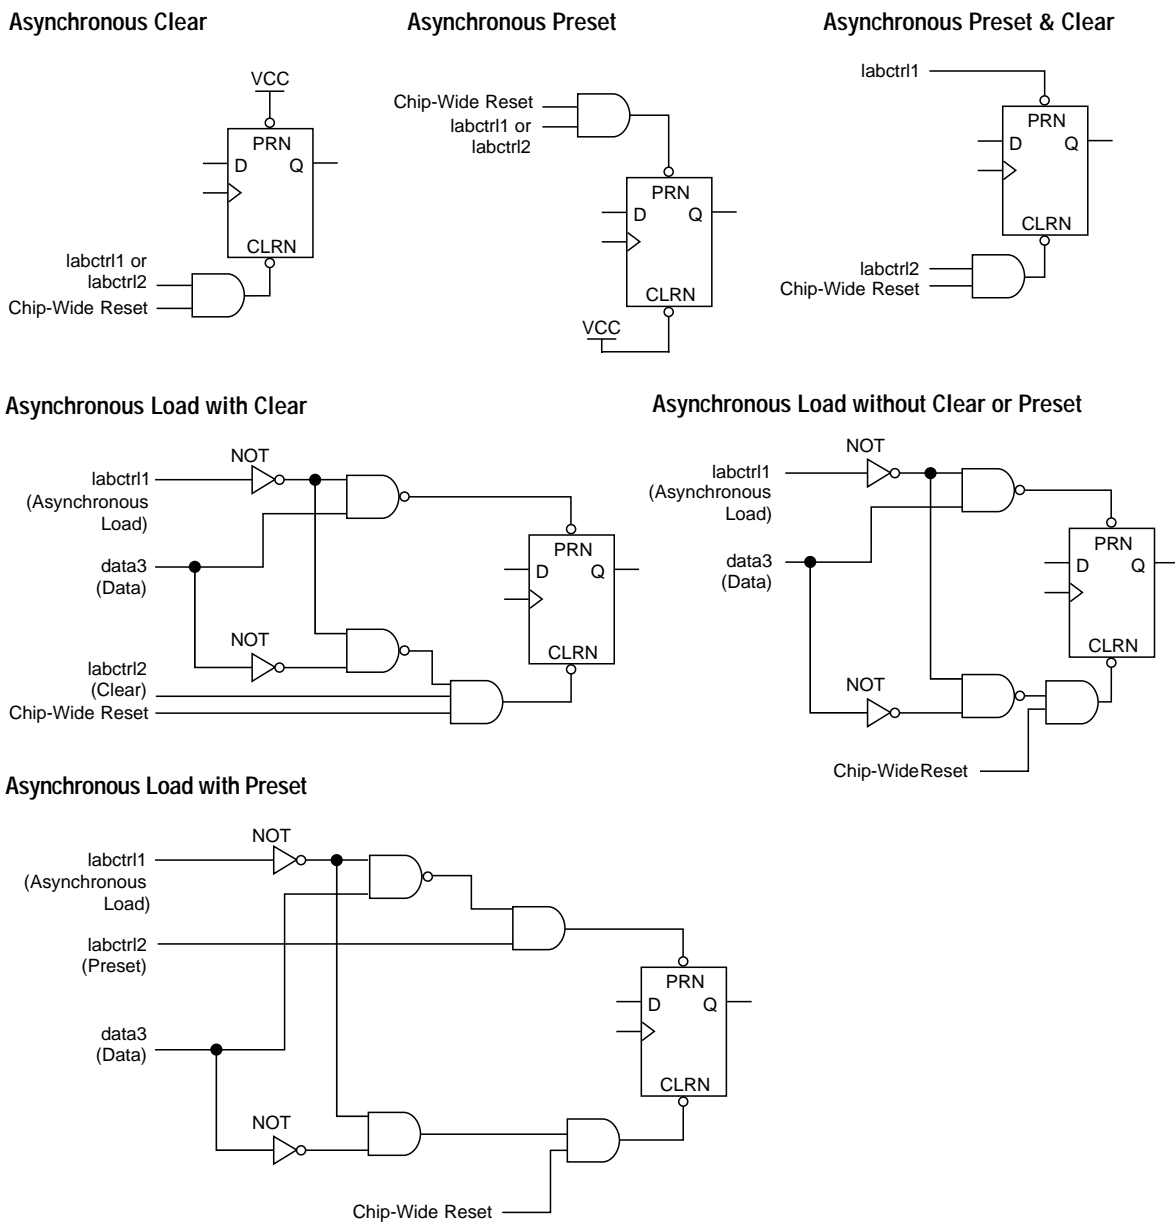 Asynchronous Clear
VCC
PRN
D
Q
CLRN
labctrl1 or
labctrl2
Chip-Wide Reset
Asynchronous Preset
Chip-Wide Reset
labctrl1 or
labctrl2
PRN
D
Q
CLRN
VCC
Asynchronous Preset & Clear
labctrl1
PRN
D
Q
CLRN
labctrl2
Chip-Wide Reset
Asynchronous Load with Clear
NOT
labctrl1
(Asynchronous
Load)
PRN
D
Q
data3
(Data)
NOT
CLRN
labctrl2
(Clear)
Chip-Wide Reset
Asynchronous Load without Clear or Preset
NOT
labctrl1
(Asynchronous
Load)
PRN
D
Q
data3
(Data)
CLRN
NOT
Chip-WideReset
Asynchronous Load with Preset
NOT
labctrl1
(Asynchronous
Load)
labctrl2
(Preset)
PRN
D
Q
data3
(Data)
CLRN
NOT
Chip-Wide Reset